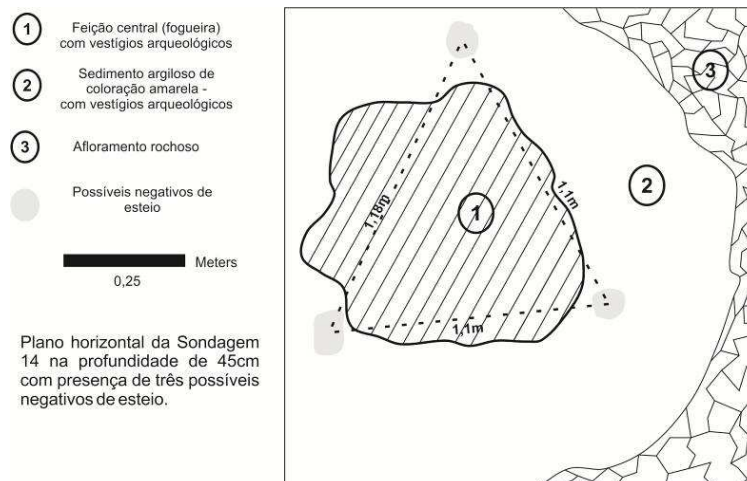 1
Feição central (fogueira)
com vestígios arqueológicos
2
Sedimento argiloso de
coloração amarela -
com vestígios arqueológicos
3
Afloramento rochoso
Possíveis negativos de
esteio
Meters
0,25
Plano horizontal da Sondagem
14 na profundidade de 45cm
com presença de três possíveis
negativos de esteio.
3
2
1
1,18m
1,1m
1,1m